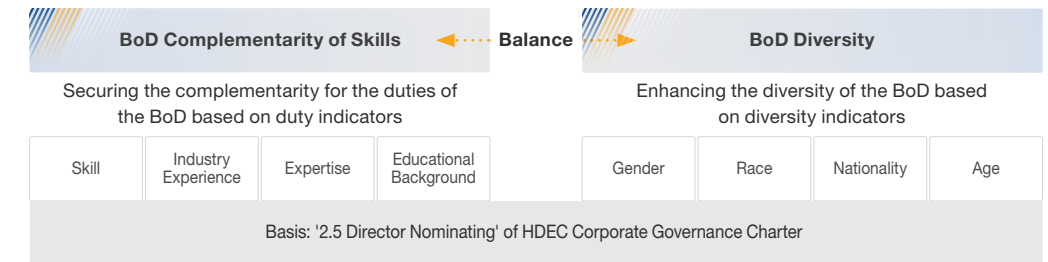 BoD Complementarity of Skills
Balance
BoD Diversity
Securing the complementarity for the duties of
the BoD based on duty indicators
Enhancing the diversity of the BoD based
on diversity indicators
Skill
Industry
Experience
Expertise
Educational
Background
Gender
Race
Nationality
Age
Basis: '2.5 Director Nominating' of HDEC Corporate Governance Charter